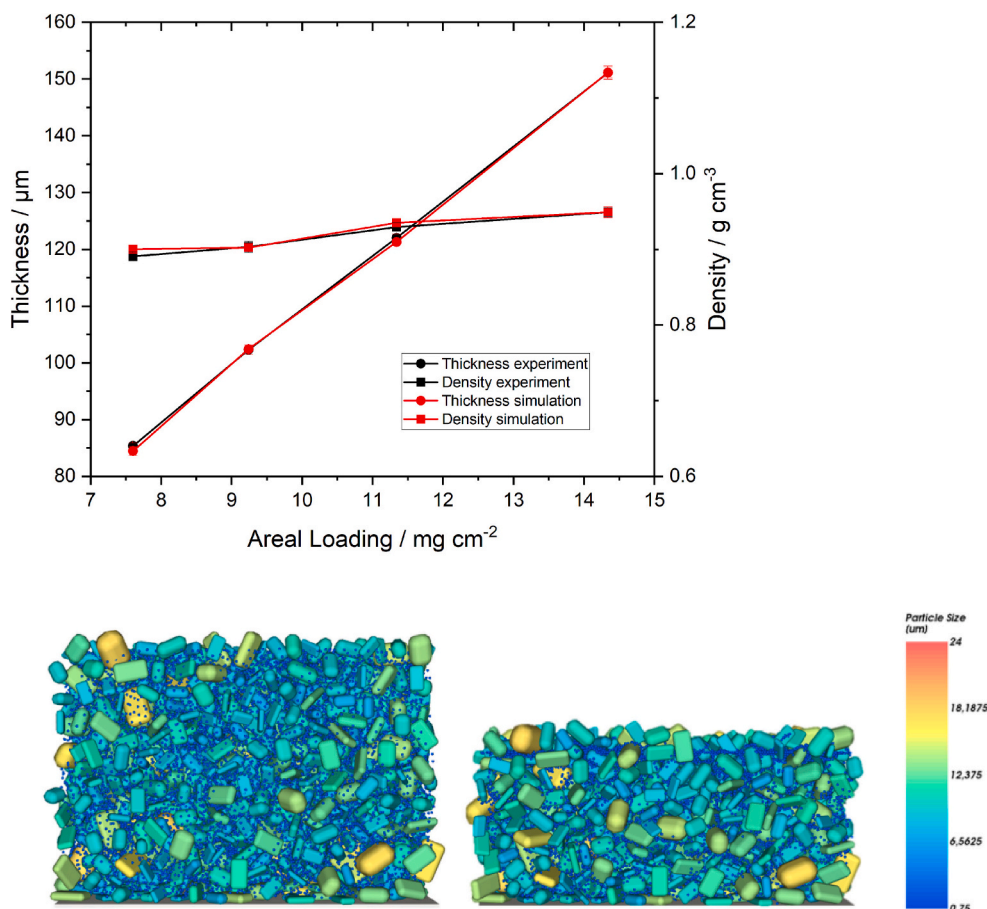 160
150
140
130
120
110
100
90
80
Thickness / µm
1.2
1.0
0.8
0.6
Density / g cm⁻³
Thickness experiment
Density experiment
Thickness simulation
Density simulation
7 8 9 10 11 12 13 14 15
Areal Loading / mg cm⁻²
Particle Size
(um)
24
18,1875
12,375
6,5625
0,75